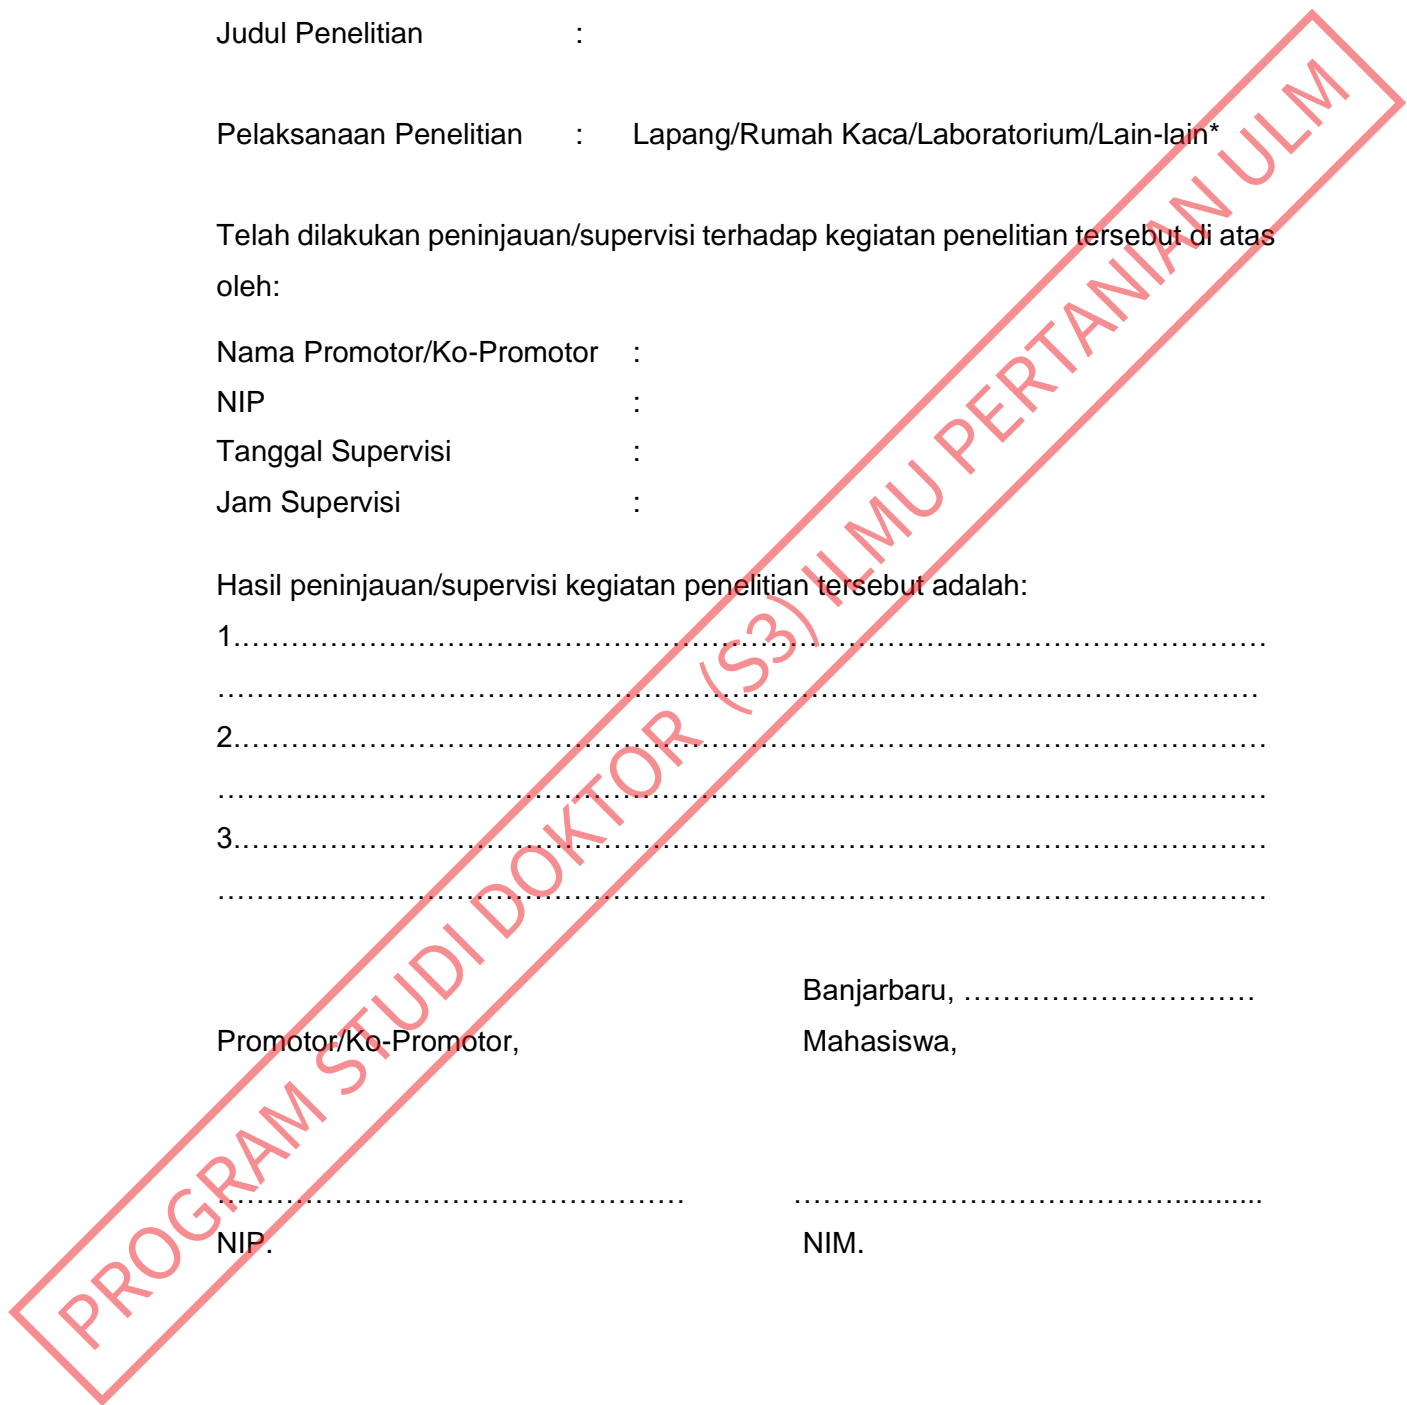 Judul Penelitian :
Pelaksanaan Penelitian : Lapang/Rumah Kaca/Laboratorium/Lain-lain*
Telah dilakukan peninjauan/supervisi terhadap kegiatan penelitian tersebut di atas
oleh:
Nama Promotor/Ko-Promotor :
NIP :
Tanggal Supervisi :
Jam Supervisi :
Hasil peninjauan/supervisi kegiatan penelitian tersebut adalah:
1.……………………………………………………………………………………………
………...……………………………………………………………………………………
2.……………………………………………………………………………………………
………....……………………………………………………………………………………
3.……………………………………………………………………………………………
………...……………………………………………………………………………………
Banjarbaru, …………………………
Promotor/Ko-Promotor, Mahasiswa,
………………………………………… …………………………………...........
NIP. NIM.
PROGRAM STUDI DOKTOR (S3) ILMU PERTANIAN ULM